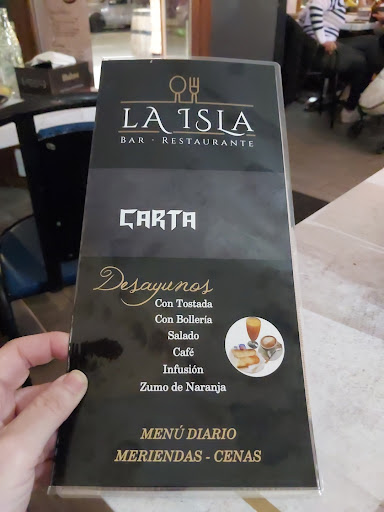 LA ISLA
BAR · RESTAURANTE
CARTA
Desayunos
Con Tostada
Con Bollería
Salado
Café
Infusión
Zumo de Naranja
MENÚ DIARIO
MERIENDAS - CENAS